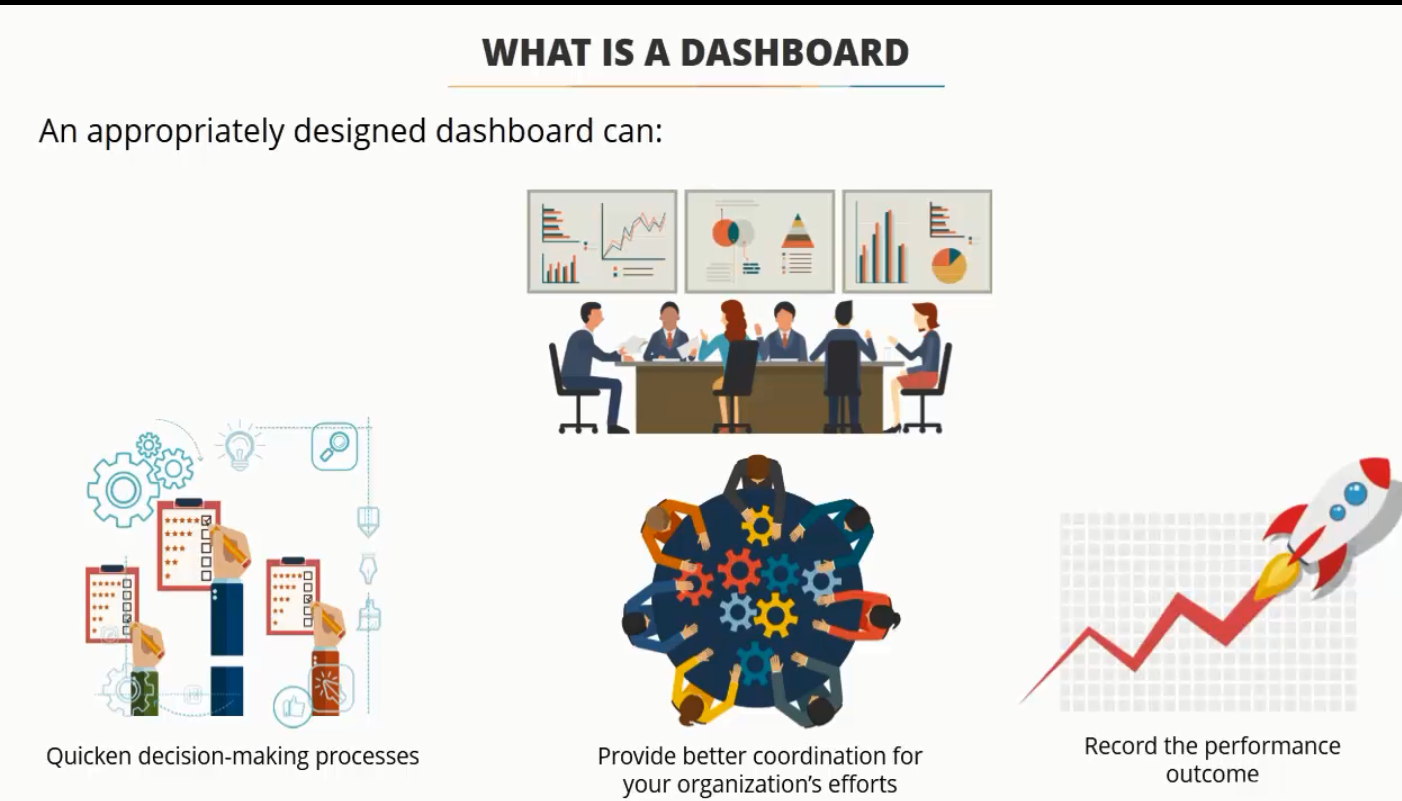 WHAT IS A DASHBOARD
An appropriately designed dashboard can:
Quicken decision-making processes
Provide better coordination for
your organization's efforts
Record the performance
outcome